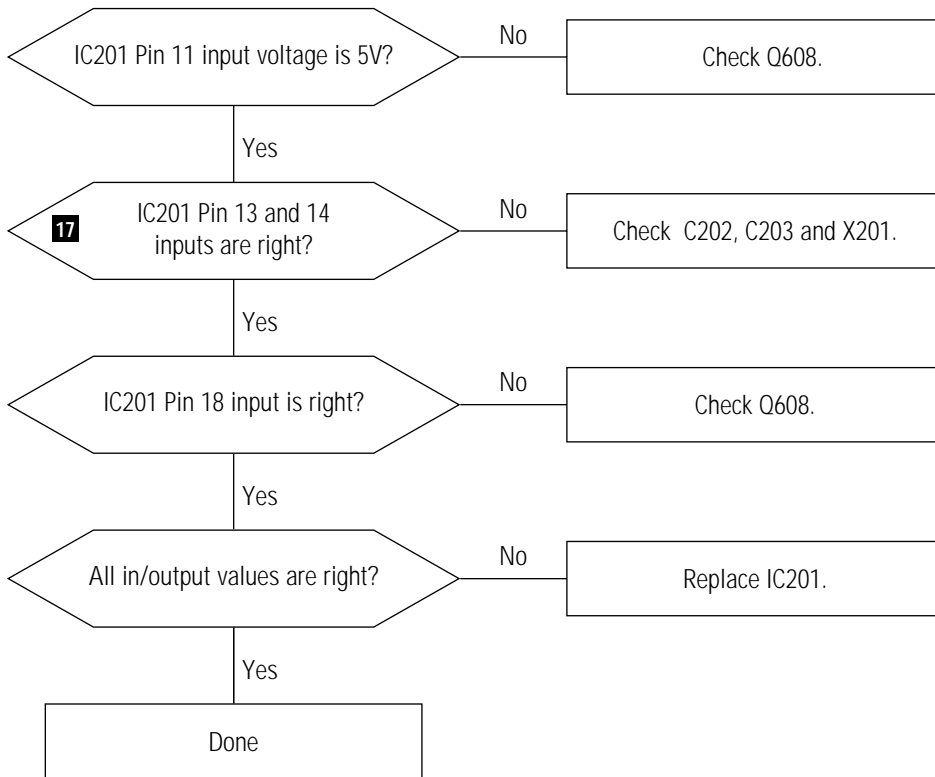 IC201 Pin 11 input voltage is 5V?
No
Check Q608.
Yes
17
IC201 Pin 13 and 14
inputs are right?
No
Check C202, C203 and X201.
Yes
IC201 Pin 18 input is right?
No
Check Q608.
Yes
All in/output values are right?
No
Replace IC201.
Yes
Done